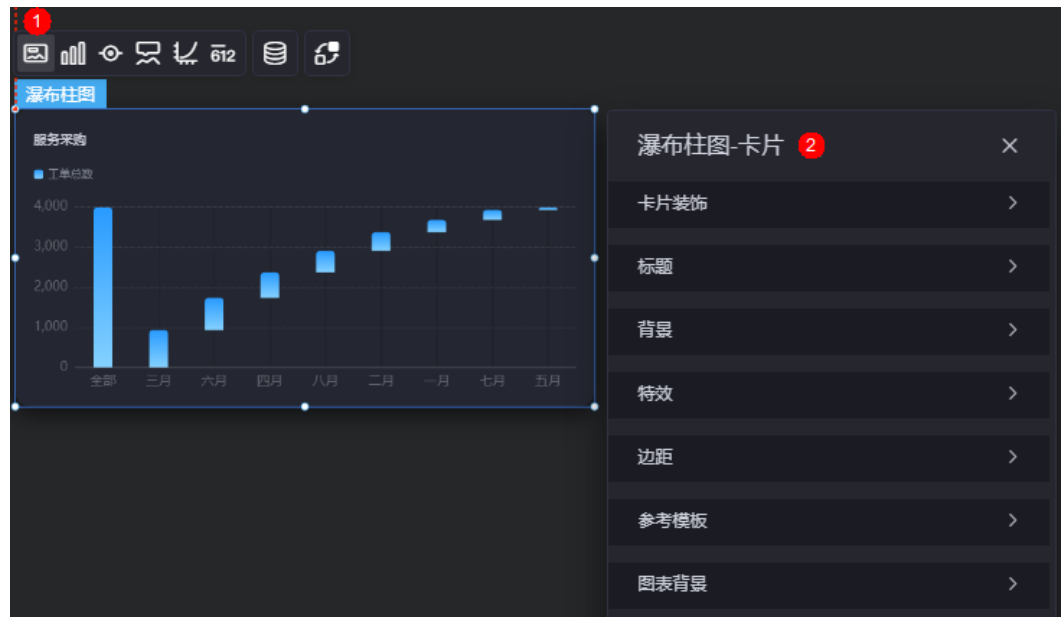 1
612
瀑布柱图
服务采购
工单总数
4,000
3,000
2,000
1,000
0
全部 三月 六月 四月 八月 二月 一月 七月 五月
瀑布柱图-卡片 2
卡片装饰
标题
背景
特效
边距
参考模板
图表背景